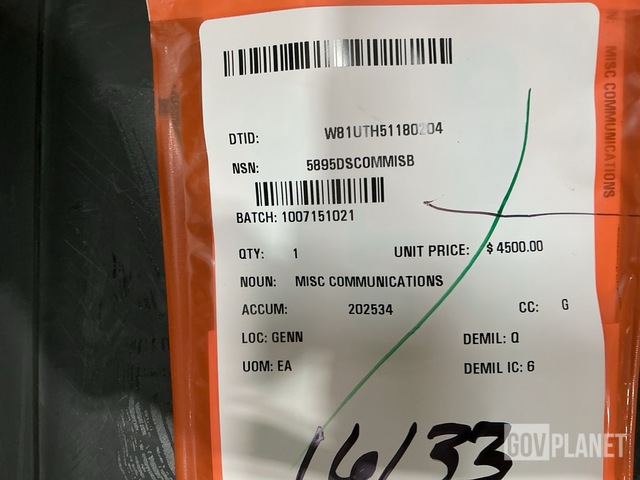 N: MISC COMMUNICATIONS
DTID: W81UTH51180204
NSN: 5895DSCOMMISB
BATCH: 1007151021
QTY: 1 UNIT PRICE: $ 4500.00
NOUN: MISC COMMUNICATIONS
ACCUM: 202534 CC: G
LOC: GENN DEMIL: Q
UOM: EA DEMIL IC: 6
16/33
GOVPLANET